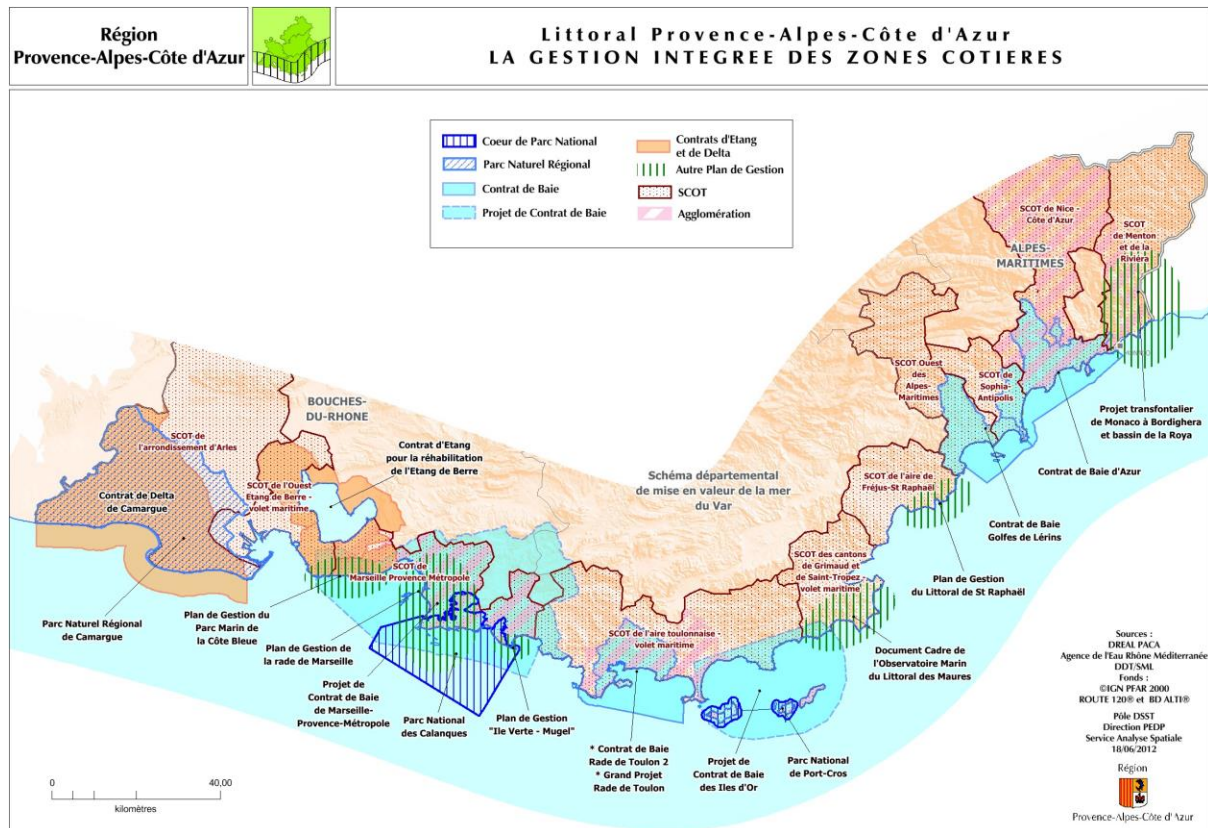 Région
Provence-Alpes-Côte d'Azur
Littoral Provence-Alpes-Côte d'Azur
LA GESTION INTEGREE DES ZONES COTIERES
Coeur de Parc National
Parc Naturel Régional
Contrat de Baie
Projet de Contrat de Baie
Contrats d'Etang
et de Delta
Autre Plan de Gestion
SCOT
Agglomération
SCOT de Nice -
Côte d'Azur
SCOT
de Menton
et de la
Riviéra
ALPES-
MARITIMES
SCOT Ouest
des
Alpes-
Maritimes
SCOT de
Sophia-
Antipolis
MONACO
Projet transfontalier
de Monaco à Bordighera
et bassin de la Roya
Contrat de Baie d'Azur
Contrat de Baie
Golfes de Lérins
BOUCHES-
DU-RHONE
SCOT de
l'arrondissement d'Arles
Contrat d'Etang
pour la réhabilitation
de l'Etang de Berre
Contrat de Delta
de Camargue
SCOT de l'Ouest
Etang de Berre -
volet maritime
Schéma départemental
de mise en valeur de la mer
du Var
SCOT de l'aire de
Fréjus-St Raphaël
Plan de Gestion
du Littoral de St Raphaël
SCOT des cantons
de Grimaud et
de Saint-Tropez -
volet maritime
SCOT de
Marseille Provence Métropole
SCOT de l'aire toulonnaise -
volet maritime
Document Cadre de
l'Observatoire Marin
du Littoral des Maures
Parc Naturel Régional
de Camargue
Plan de Gestion du
Parc Marin de
la Côte Bleue
Plan de Gestion de
la rade de Marseille
Projet de
Contrat de Baie
de Marseille-
Provence-Métropole
Parc National
des Calanques
Plan de Gestion
"Ile Verte - Mugel"
* Contrat de Baie
Rade de Toulon 2
* Grand Projet
Rade de Toulon
Projet de
Contrat de Baie
des Iles d'Or
Parc National
de Port-Cros
0
40,00
kilomètres
Sources :
DREAL PACA
Agence de l'Eau Rhône Méditerranée
DDT/SML
Fonds :
©IGN PFAR 2000
ROUTE 120® et BD ALTI®
Pôle DSST
Direction PEDP
Service Analyse Spatiale
18/06/2012
Région
Provence-Alpes-Côte d'Azur